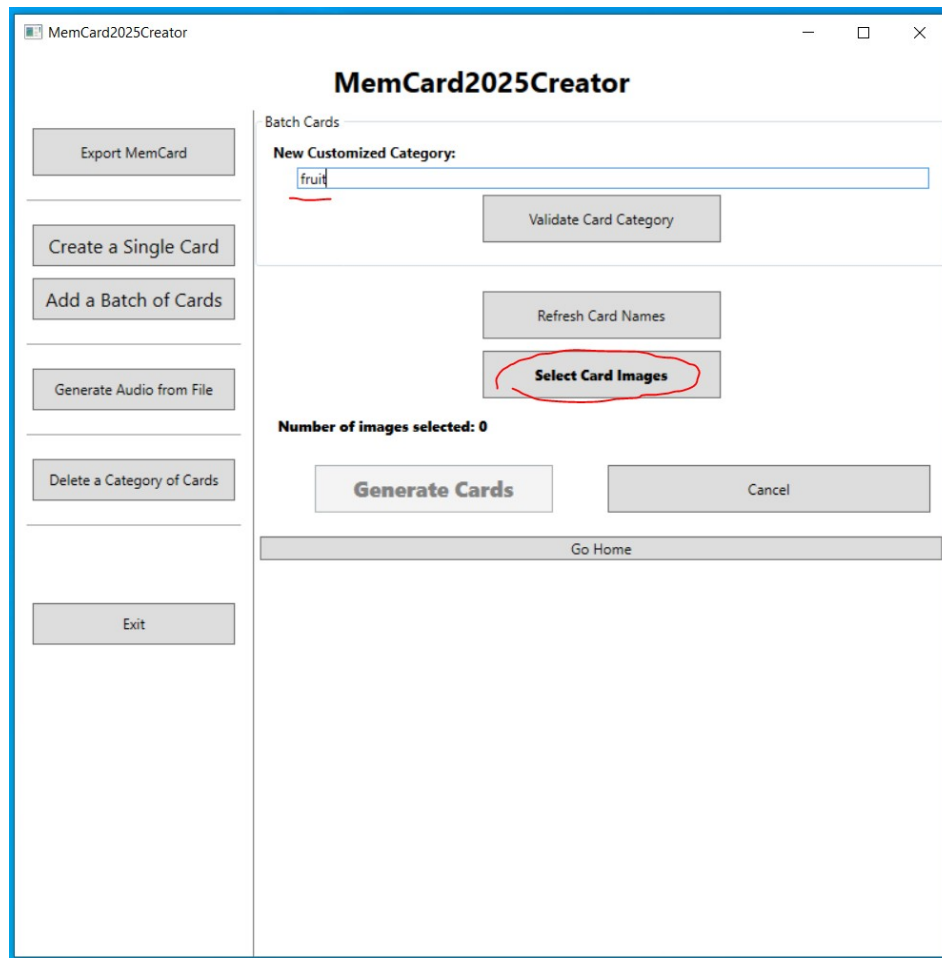 MemCard2025Creator
MemCard2025Creator
Export MemCard
Create a Single Card
Add a Batch of Cards
Generate Audio from File
Delete a Category of Cards
Exit
Batch Cards
New Customized Category:
fruit
Validate Card Category
Refresh Card Names
Select Card Images
Number of images selected: 0
Generate Cards
Cancel
Go Home